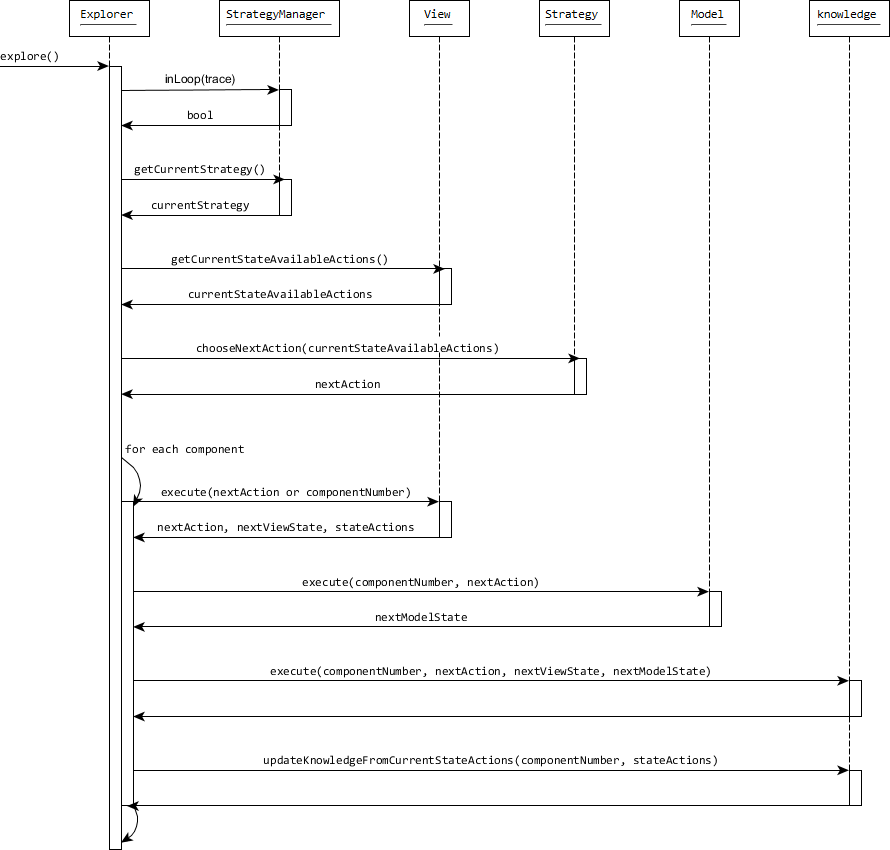 Explorer
StrategyManager
View
Strategy
Model
knowledge
explore()
inLoop(trace)
bool
getCurrentStrategy()
currentStrategy
getCurrentStateAvailableActions()
currentStateAvailableActions
chooseNextAction(currentStateAvailableActions)
nextAction
for each component
execute(nextAction or componentNumber)
nextAction, nextViewState, stateActions
execute(componentNumber, nextAction)
nextModelState
execute(componentNumber, nextAction, nextViewState, nextModelState)
updateKnowledgeFromCurrentStateActions(componentNumber, stateActions)